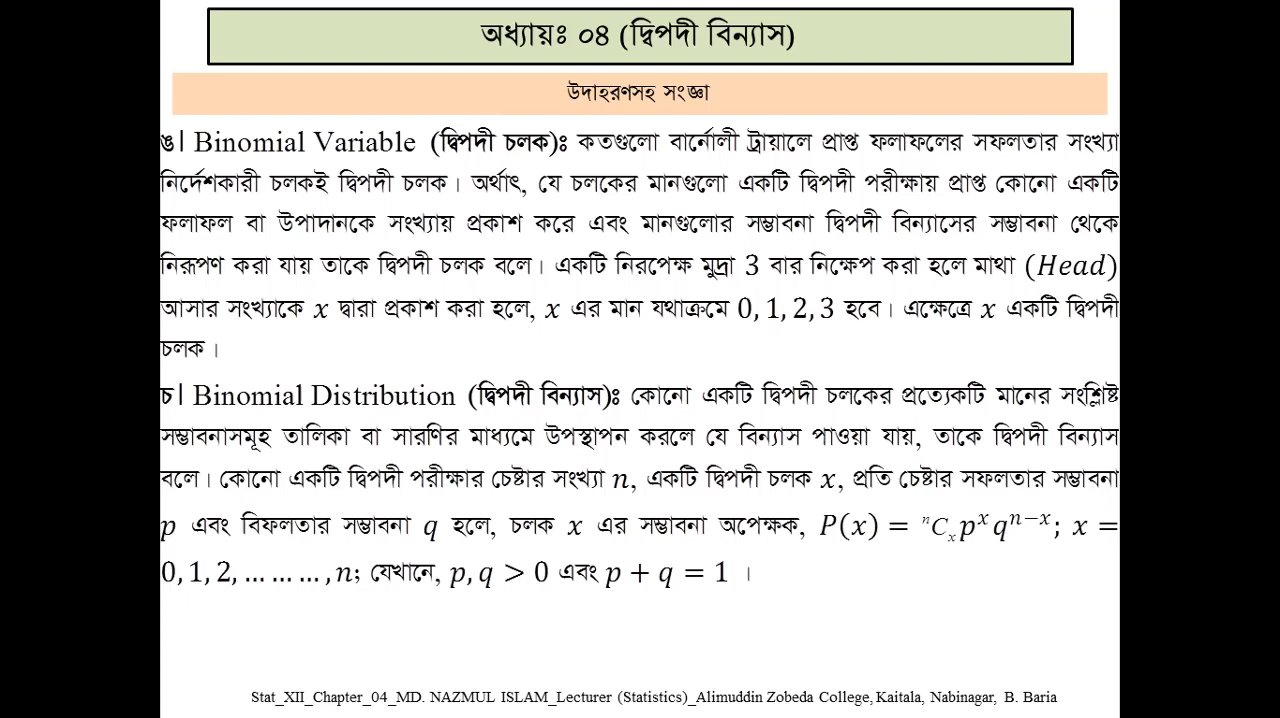 অধ্যায়ঃ ০৪ (দ্বিপদী বিন্যাস)
উদাহরণসহ সংজ্ঞা
ঙ। Binomial Variable (দ্বিপদী চলক)ঃ কতগুলো বার্নোলী ট্রায়ালে প্রাপ্ত ফলাফলের সফলতার সংখ্যা
নির্দেশকারী চলকই দ্বিপদী চলক। অর্থাৎ, যে চলকের মানগুলো একটি দ্বিপদী পরীক্ষায় প্রাপ্ত কোনো একটি
ফলাফল বা উপাদানকে সংখ্যায় প্রকাশ করে এবং মানগুলোর সম্ভাবনা দ্বিপদী বিন্যাসের সম্ভাবনা থেকে
নিরূপণ করা যায় তাকে দ্বিপদী চলক বলে। একটি নিরপেক্ষ মুদ্রা 3 বার নিক্ষেপ করা হলে মাথা (Head)
আসার সংখ্যাকে x দ্বারা প্রকাশ করা হলে, x এর মান যথাক্রমে 0, 1, 2, 3 হবে। এক্ষেত্রে x একটি দ্বিপদী
চলক।
চ। Binomial Distribution (দ্বিপদী বিন্যাস)ঃ কোনো একটি দ্বিপদী চলকের প্রত্যেকটি মানের সংশ্লিষ্ট
সম্ভাবনাসমূহ তালিকা বা সারণির মাধ্যমে উপস্থাপন করলে যে বিন্যাস পাওয়া যায়, তাকে দ্বিপদী বিন্যাস
বলে। কোনো একটি দ্বিপদী পরীক্ষার চেষ্টার সংখ্যা n, একটি দ্বিপদী চলক x, প্রতি চেষ্টার সফলতার সম্ভাবনা
p এবং বিফলতার সম্ভাবনা q হলে, চলক x এর সম্ভাবনা অপেক্ষক, P(x) = ⁿCₓ pˣqⁿ⁻ˣ; x =
0, 1, 2, … … … , n; যেখানে, p, q > 0 এবং p + q = 1 ।
Stat_XII_Chapter_04_MD. NAZMUL ISLAM_Lecturer (Statistics)_Alimuddin Zobeda College, Kaitala, Nabinagar, B. Baria